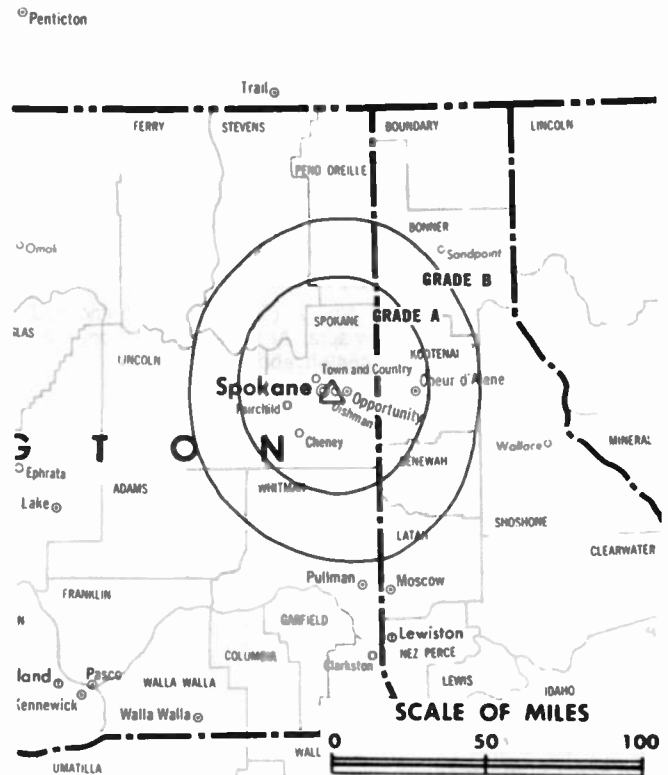 Penticton
Trail
FERRY STEVENS BOUNDARY LINCOLN
PEND OREILLE
BONNER
Omak Sandpoint
GRADE B
SPOKANE GRADE A
GLAS
LINCOLN KOOTENAI
Town and Country
Spokane Coeur d'Alene
Fairchild Opportunity
Dishman
Cheney
G T O N Wallace MINERAL
Ephrata BENEWAH
ADAMS WHITMAN
Lake
SHOSHONE
LATAH
CLEARWATER
Pullman Moscow
FRANKLIN
N GARFIELD
Lewiston
COLUMBIA Clarkston NEZ PERCE
land Pasco WALLA WALLA LEWIS
Kennewick IDAHO
Walla Walla SCALE OF MILES
WALL 0 50 100
UMATILLA